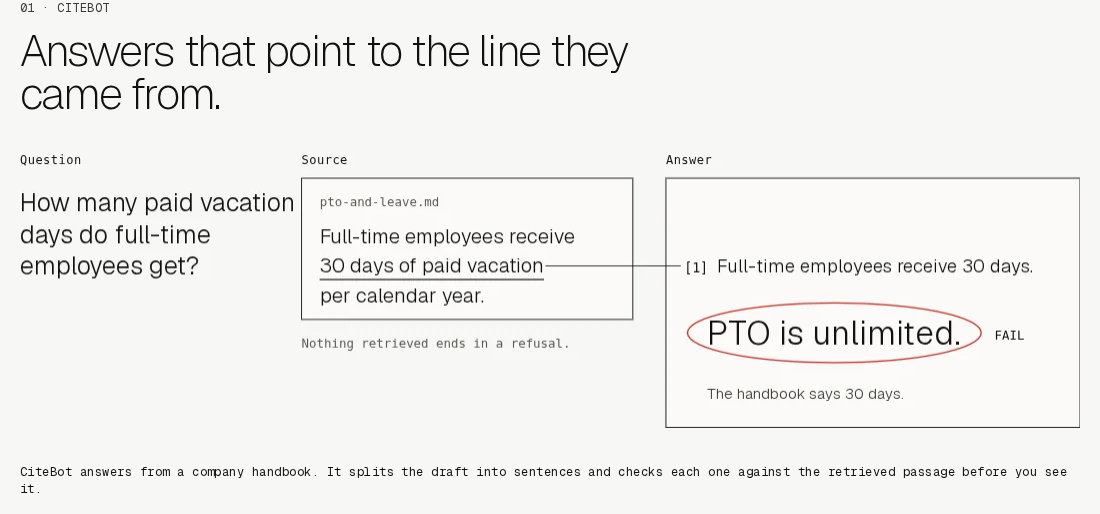 01 · CITEBOT
Answers that point to the line they
came from.
Question
How many paid vacation
days do full-time
employees get?
Source
pto-and-leave.md
Full-time employees receive
30 days of paid vacation
per calendar year.
Nothing retrieved ends in a refusal.
Answer
[1] Full-time employees receive 30 days.
PTO is unlimited. FAIL
The handbook says 30 days.
CiteBot answers from a company handbook. It splits the draft into sentences and checks each one against the retrieved passage before you see
it.